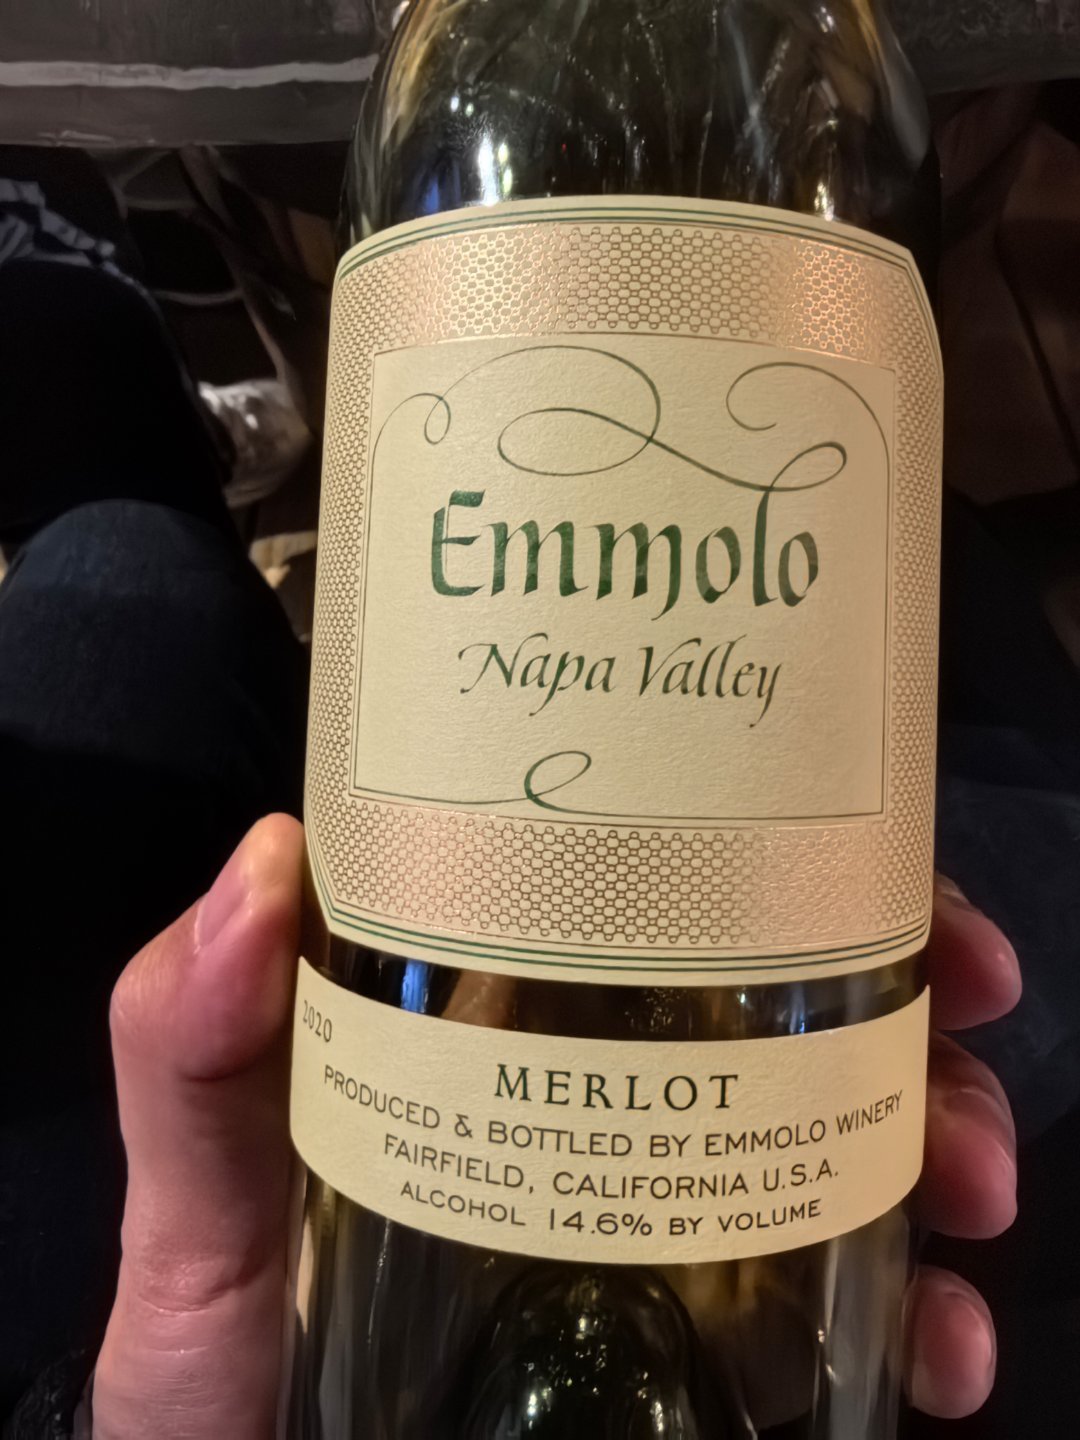 Emmolo
Napa Valley
2020
MERLOT
PRODUCED & BOTTLED BY EMMOLO WINERY
FAIRFIELD, CALIFORNIA U.S.A.
ALCOHOL 14.6% BY VOLUME